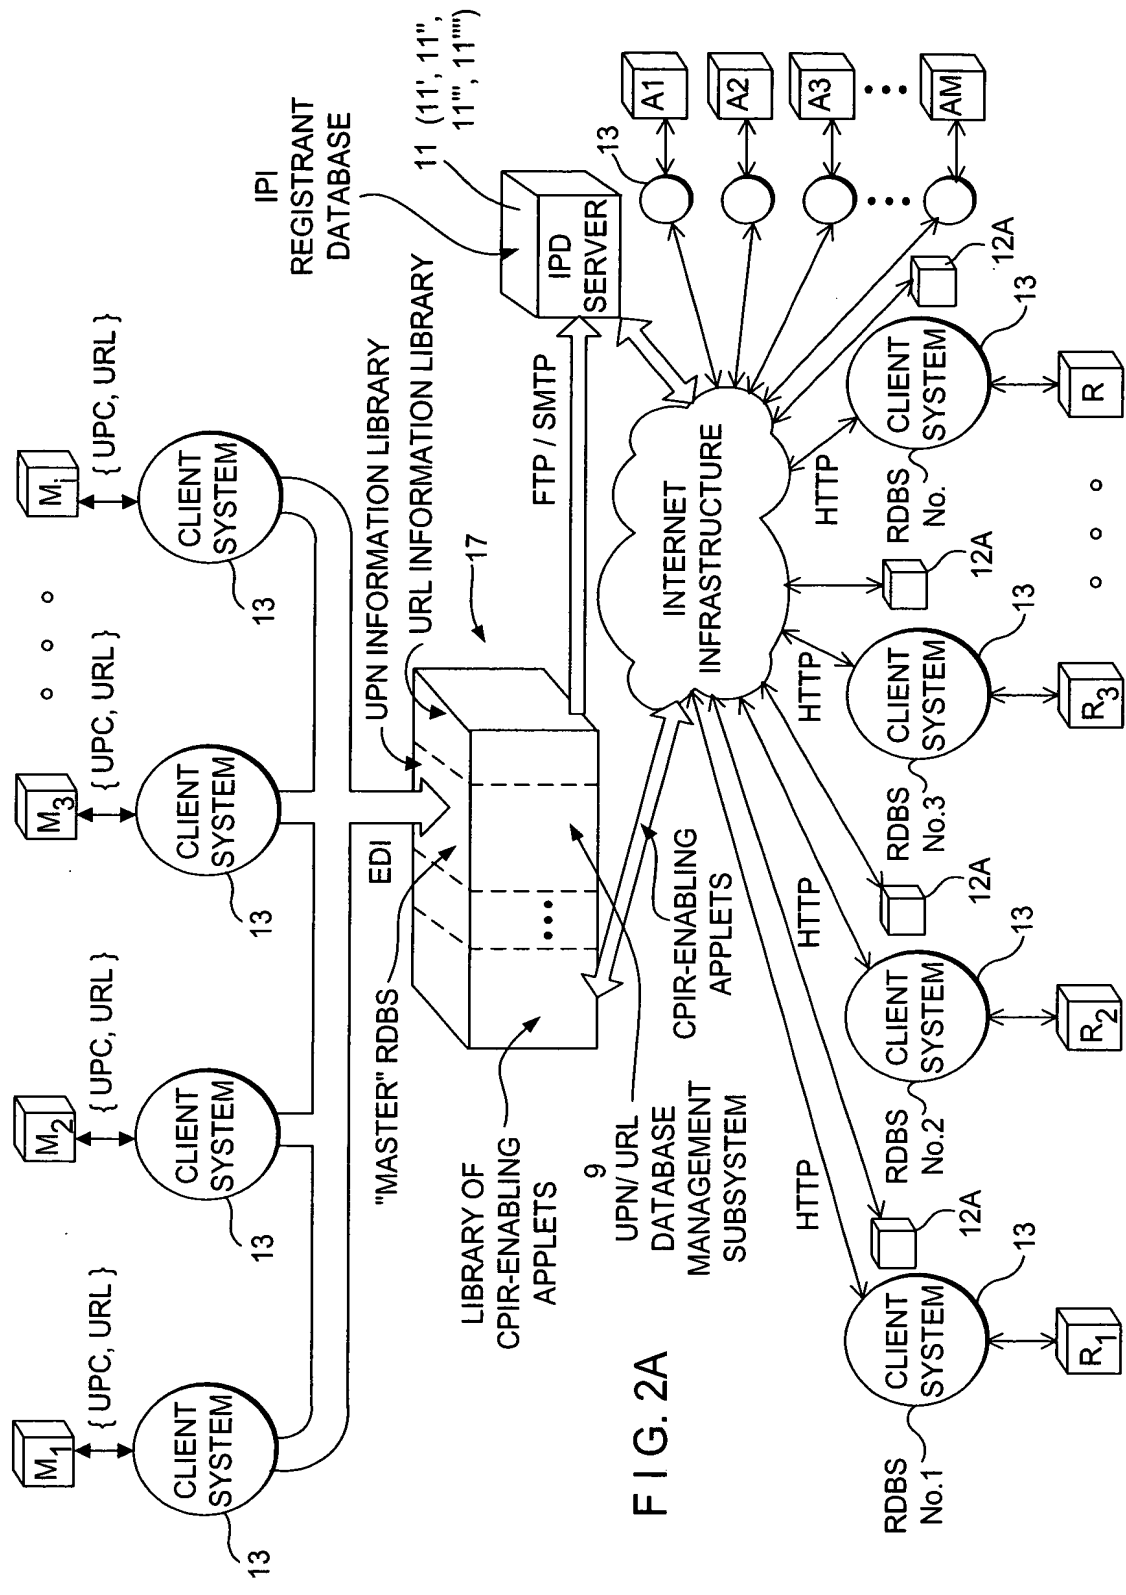 M1
{ UPC, URL }
CLIENT
SYSTEM
13
M2
{ UPC, URL }
CLIENT
SYSTEM
13
M3
{ UPC, URL }
CLIENT
SYSTEM
13
Mi
{ UPC, URL }
CLIENT
SYSTEM
13
EDI
"MASTER" RDBS
UPN INFORMATION LIBRARY
URL INFORMATION LIBRARY
17
LIBRARY OF
CPIR-ENABLING
APPLETS
9
UPN/ URL
DATABASE
MANAGEMENT
SUBSYSTEM
CPIR-ENABLING
APPLETS
FTP / SMTP
IPI
REGISTRANT
DATABASE
11 (11', 11'',
11''', 11'''')
IPD
SERVER
INTERNET
INFRASTRUCTURE
13
A1
A2
A3
AM
HTTP
HTTP
HTTP
HTTP
12A
12A
12A
12A
CLIENT
SYSTEM
13
RDBS
No.1
R1
CLIENT
SYSTEM
13
RDBS
No.2
R2
CLIENT
SYSTEM
13
RDBS
No.3
R3
CLIENT
SYSTEM
13
RDBS
No.
R
FIG. 2A